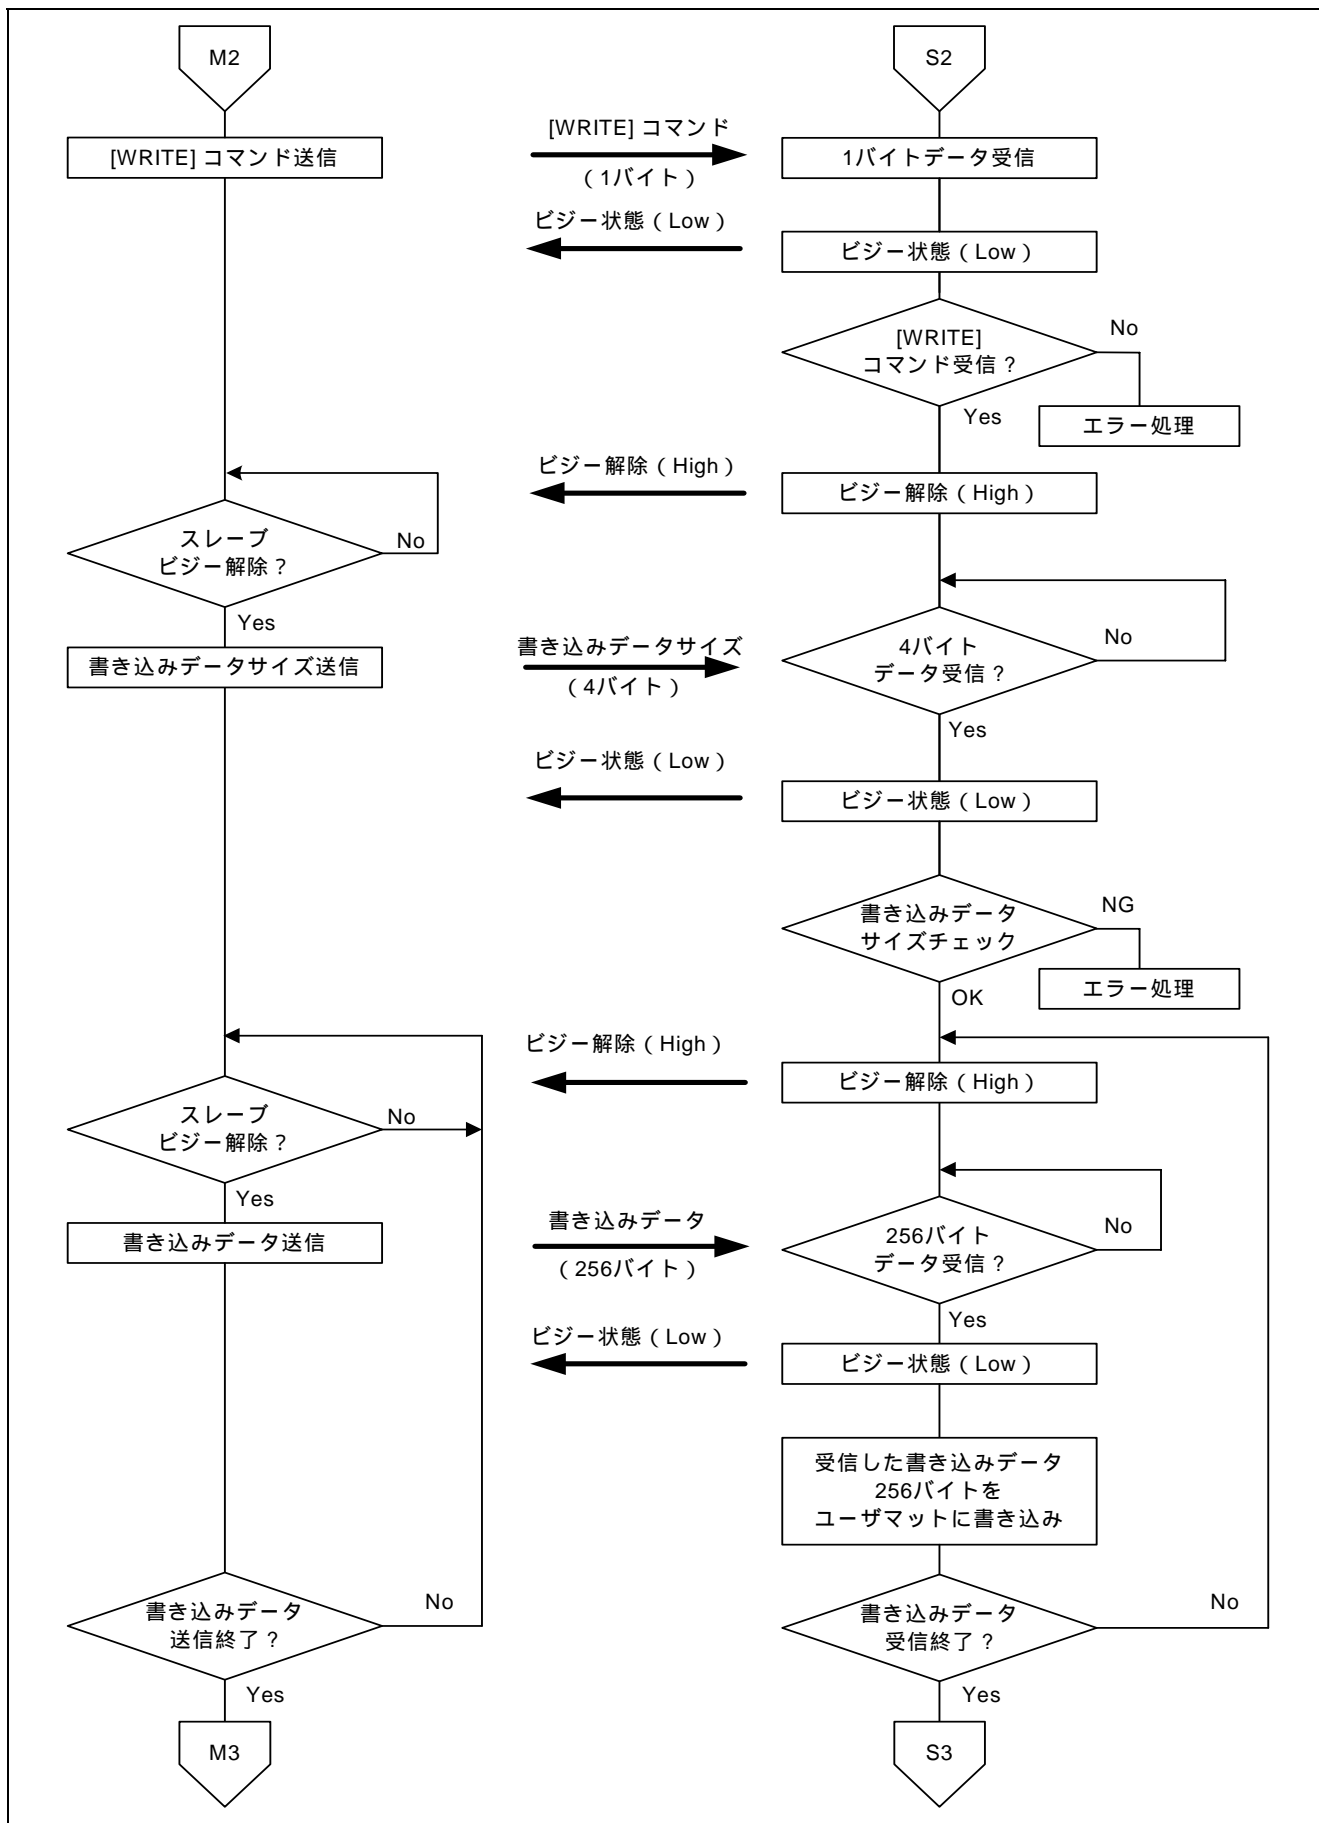 M2
S2
[WRITE] コマンド
[WRITE] コマンド送信
1バイトデータ受信
（1バイト）
ビジー状態（Low）
ビジー状態（Low）
[WRITE]
コマンド受信？
No
Yes
エラー処理
ビジー解除（High）
ビジー解除（High）
スレーブ
ビジー解除？
No
Yes
書き込みデータサイズ
書き込みデータサイズ送信
（4バイト）
4バイト
データ受信？
No
Yes
ビジー状態（Low）
ビジー状態（Low）
書き込みデータ
サイズチェック
NG
OK
エラー処理
ビジー解除（High）
ビジー解除（High）
スレーブ
ビジー解除？
No
Yes
書き込みデータ
書き込みデータ送信
（256バイト）
256バイト
データ受信？
No
Yes
ビジー状態（Low）
ビジー状態（Low）
受信した書き込みデータ
256バイトを
ユーザマットに書き込み
書き込みデータ
送信終了？
No
Yes
書き込みデータ
受信終了？
No
Yes
M3
S3